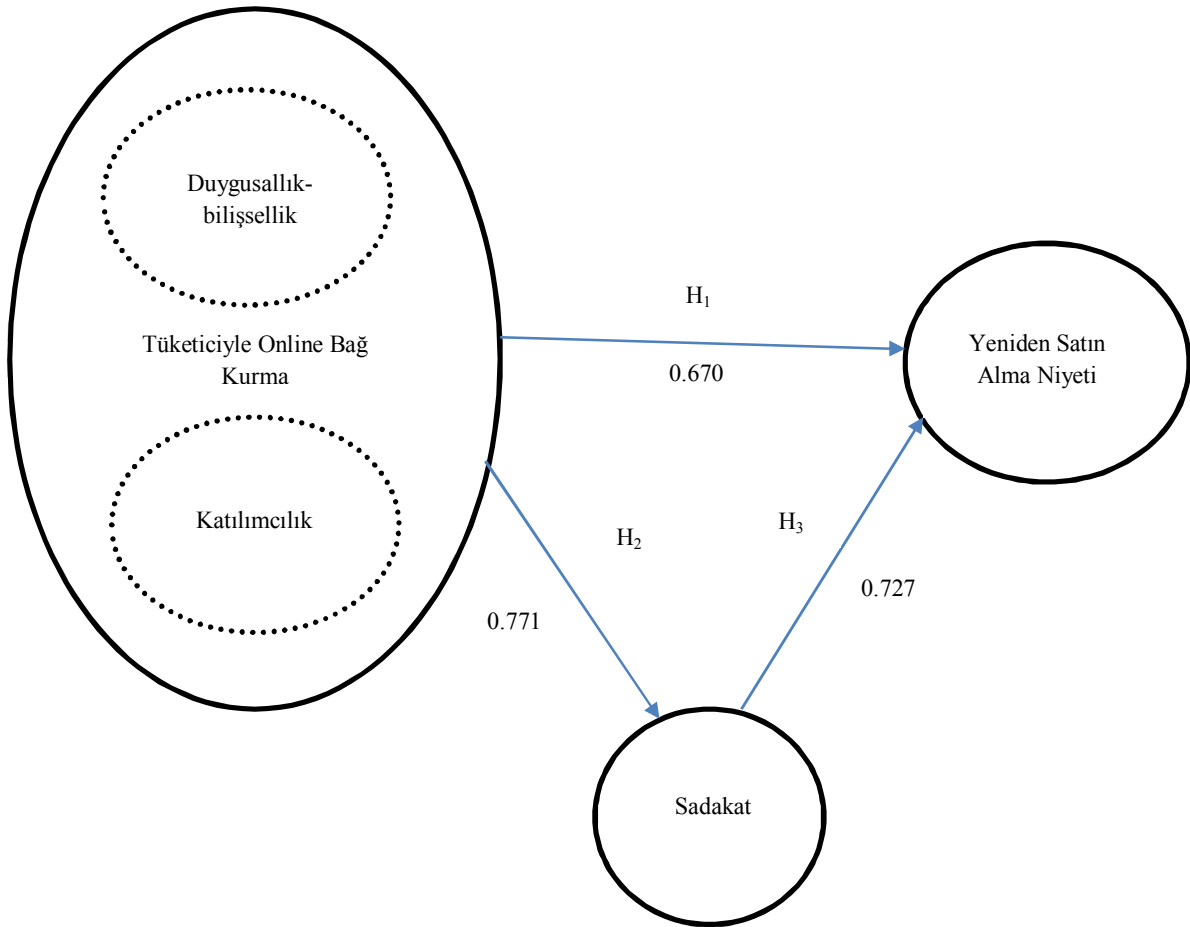 Duygusallık-
bilişsellik
Tüketiciyle Online Bağ
Kurma
Katılımcılık
H₁
0.670
Yeniden Satın
Alma Niyeti
H₂
0.771
H₃
0.727
Sadakat